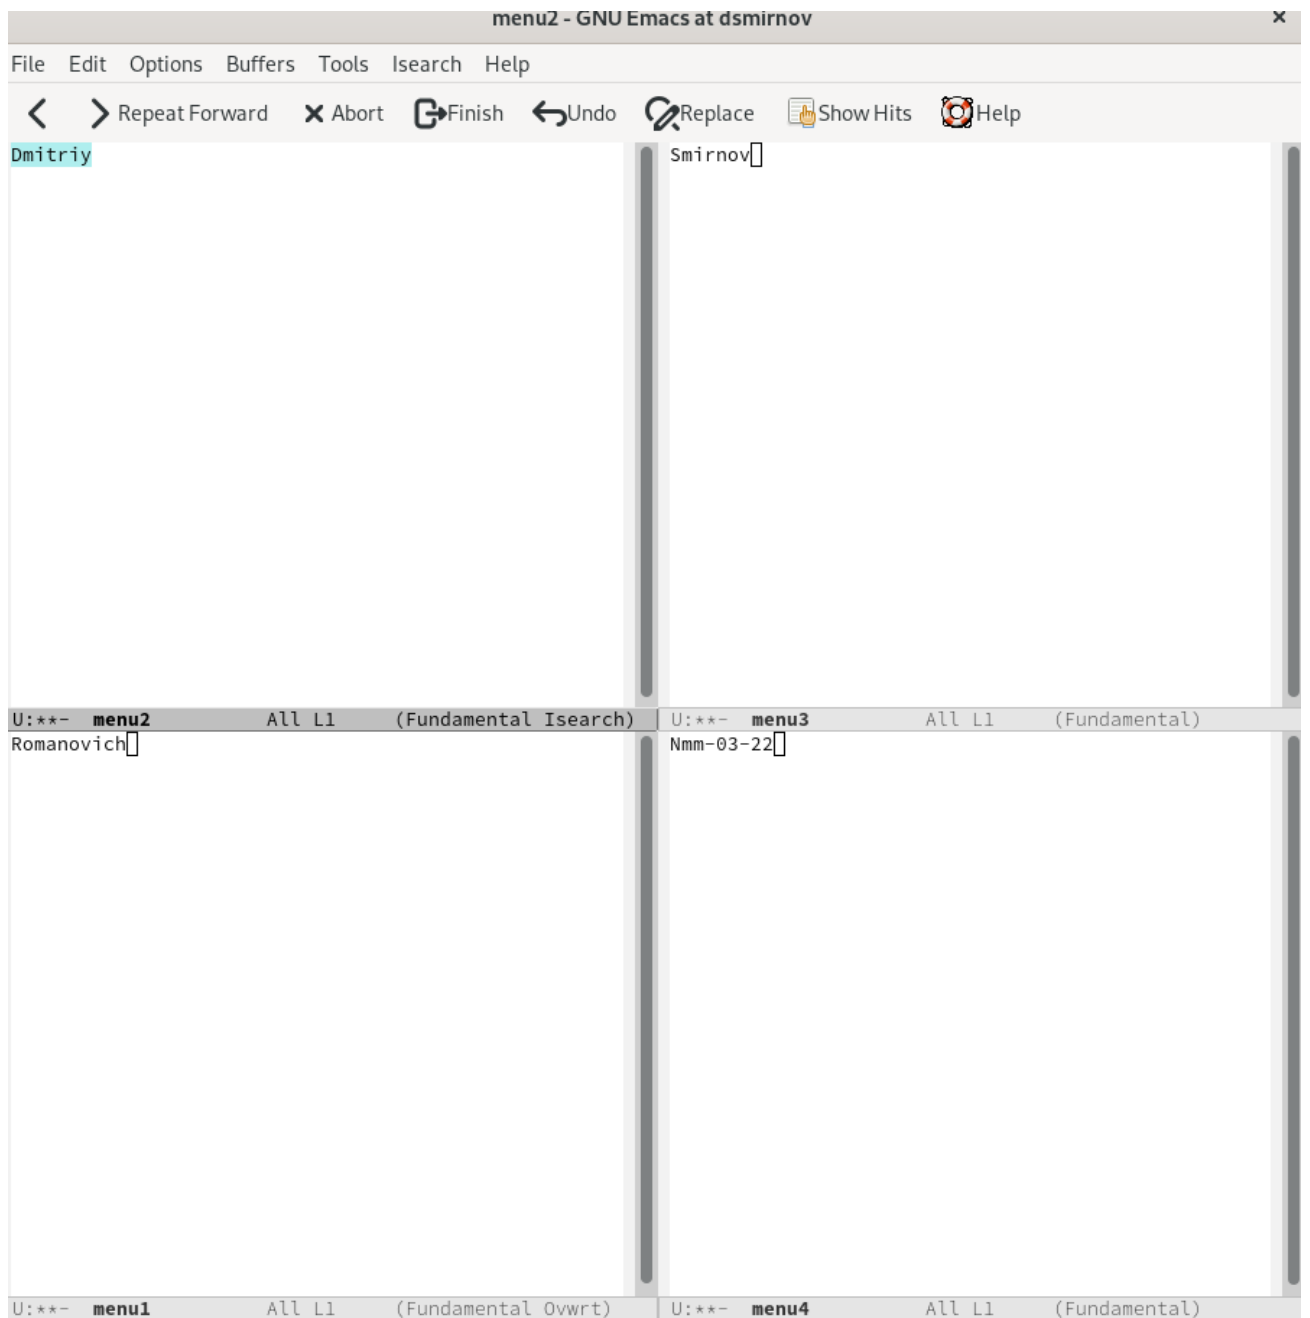 menu2 - GNU Emacs at dsmirnov
File Edit Options Buffers Tools Isearch Help
Repeat Forward Abort Finish Undo Replace Show Hits Help
Dmitriy
Smirnov
U:**- menu2 All L1 (Fundamental Isearch)
U:**- menu3 All L1 (Fundamental)
Romanovich
Nmm-03-22
U:**- menu1 All L1 (Fundamental Ovwrt)
U:**- menu4 All L1 (Fundamental)